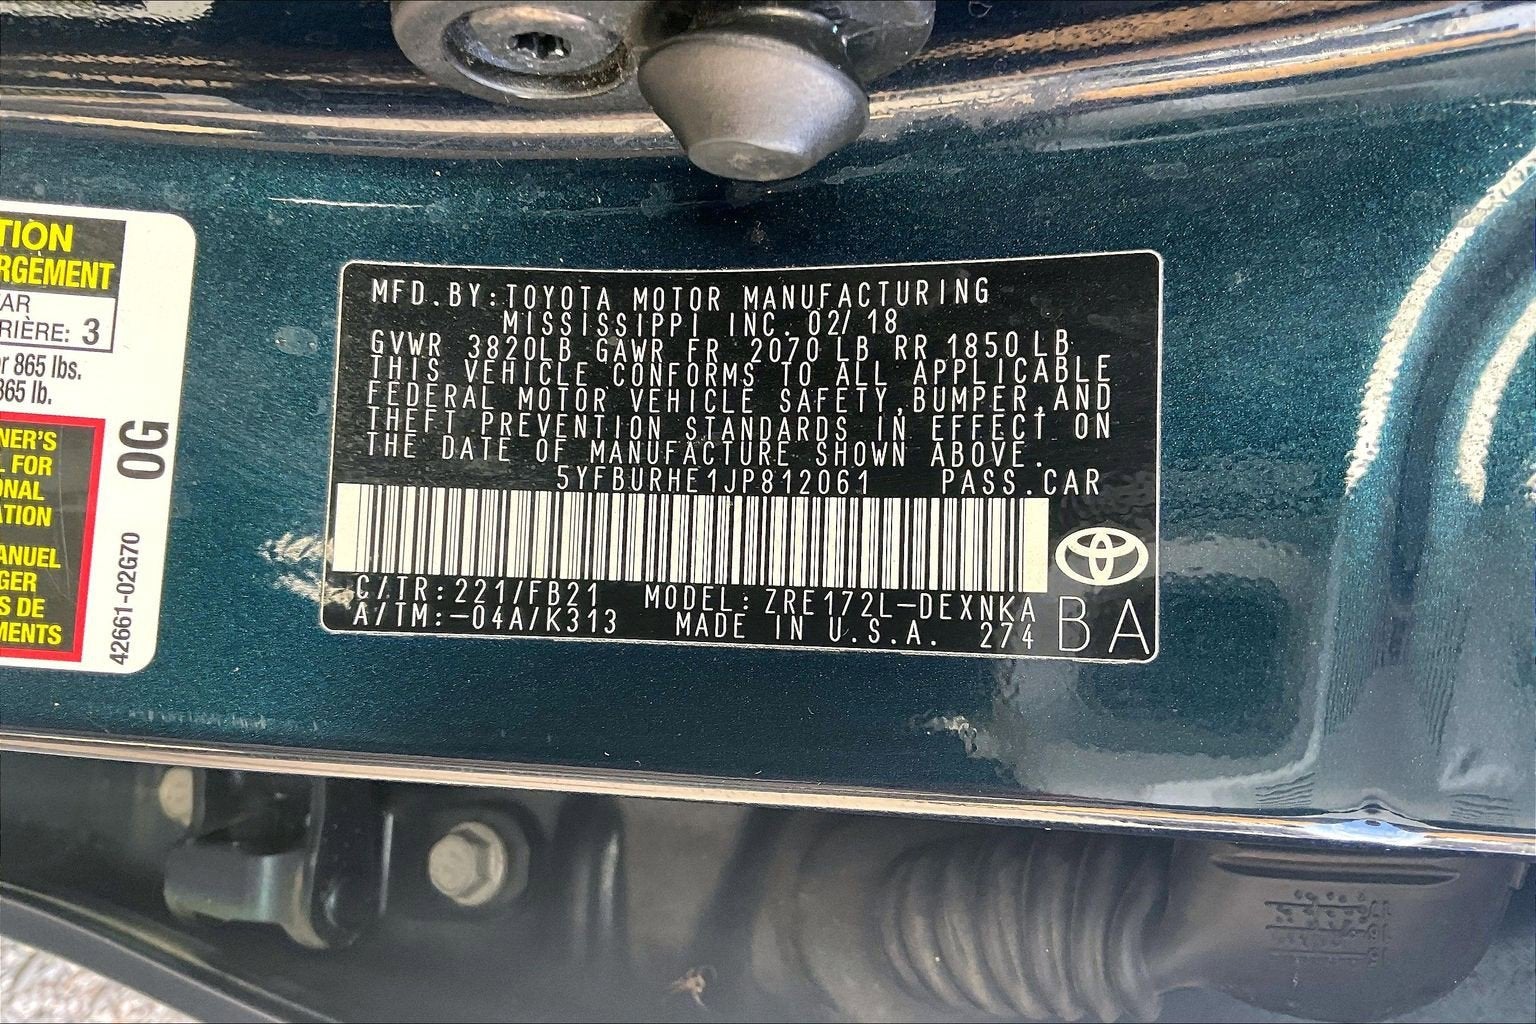 TION
RGEMENT
AR
RIÈRE: 3
865 lbs.
865 lb.
NER'S
FOR
ONAL
ATION
ANUEL
GER
S DE
MENTS
0G
42661-02G70
MFD.BY:TOYOTA MOTOR MANUFACTURING
MISSISSIPPI INC. 02/18
GVWR 3820LB GAWR FR 2070 LB RR 1850 LB
THIS VEHICLE CONFORMS TO ALL APPLICABLE
FEDERAL MOTOR VEHICLE SAFETY,BUMPER,AND
THEFT PREVENTION STANDARDS IN EFFECT ON
THE DATE OF MANUFACTURE SHOWN ABOVE.
5YFBURHE1JP812061 PASS.CAR
C/TR:221/FB21 MODEL:ZRE172L-DEXNKA
A/TM:-04A/K313 MADE IN U.S.A. 274
BA